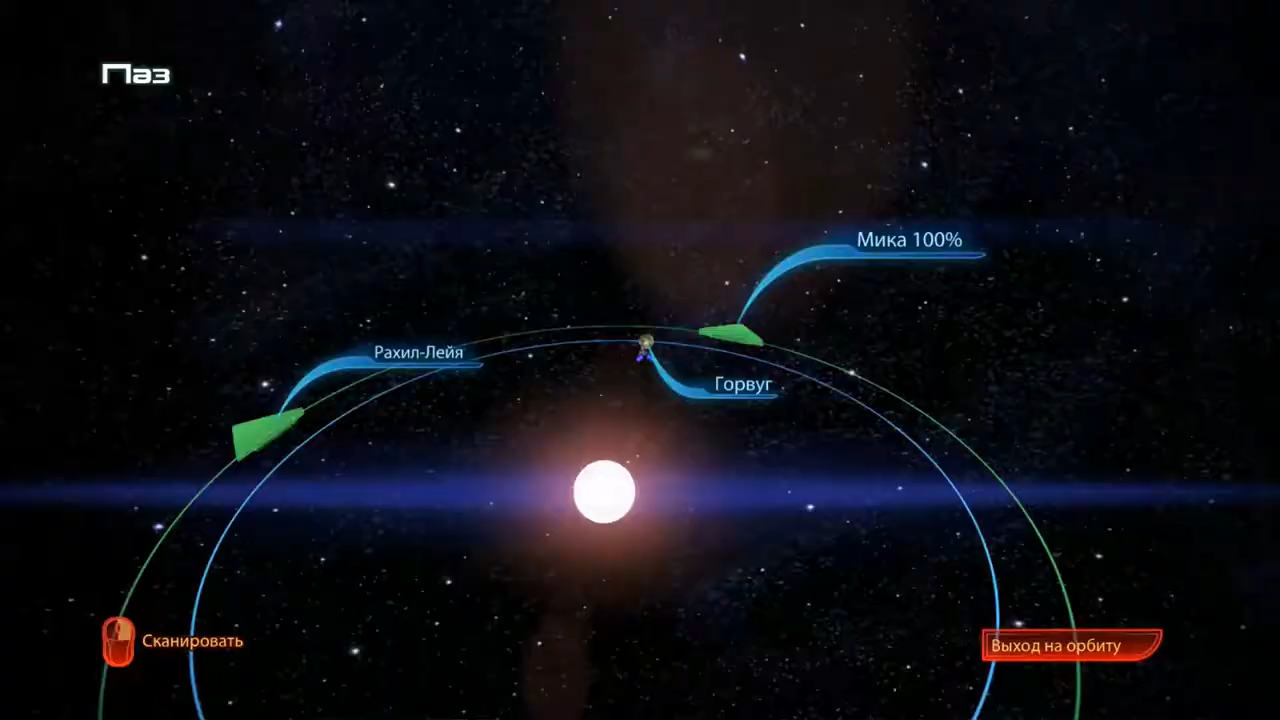 Паз
Мика 100%
Рахил-Лейя
Горвуг
Сканировать
Выход на орбиту